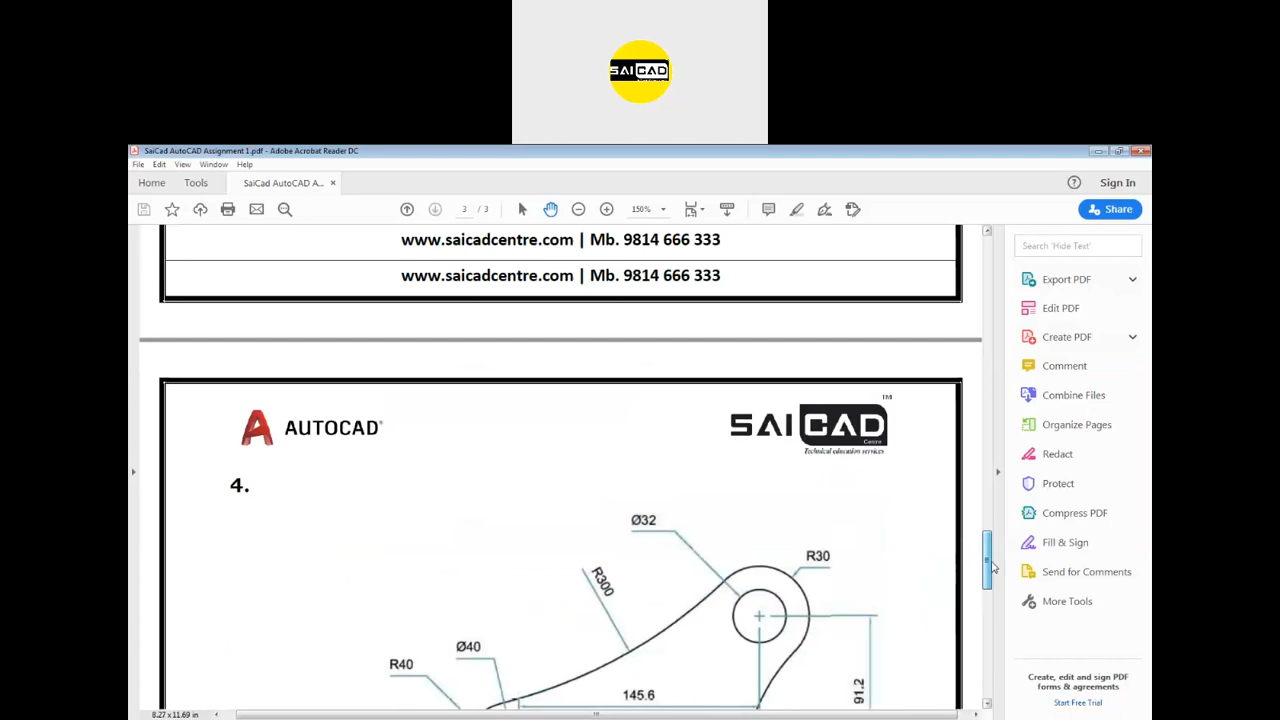 SAICAD
SaiCad AutoCAD Assignment 1.pdf - Adobe Acrobat Reader DC
File Edit View Window Help
Home Tools SaiCad AutoCAD A... × Sign In
3 / 3 150% Share
www.saicadcentre.com | Mb. 9814 666 333
www.saicadcentre.com | Mb. 9814 666 333
Search 'Hide Text'
Export PDF
Edit PDF
Create PDF
Comment
Combine Files
Organize Pages
Redact
Protect
Compress PDF
Fill & Sign
Send for Comments
More Tools
Create, edit and sign PDF
forms & agreements
Start Free Trial
A AUTOCAD®
SAICAD™
Centre
Technical education services
4.
Ø32
R30
R300
Ø40
R40
145.6
91.2
8.27 x 11.69 in